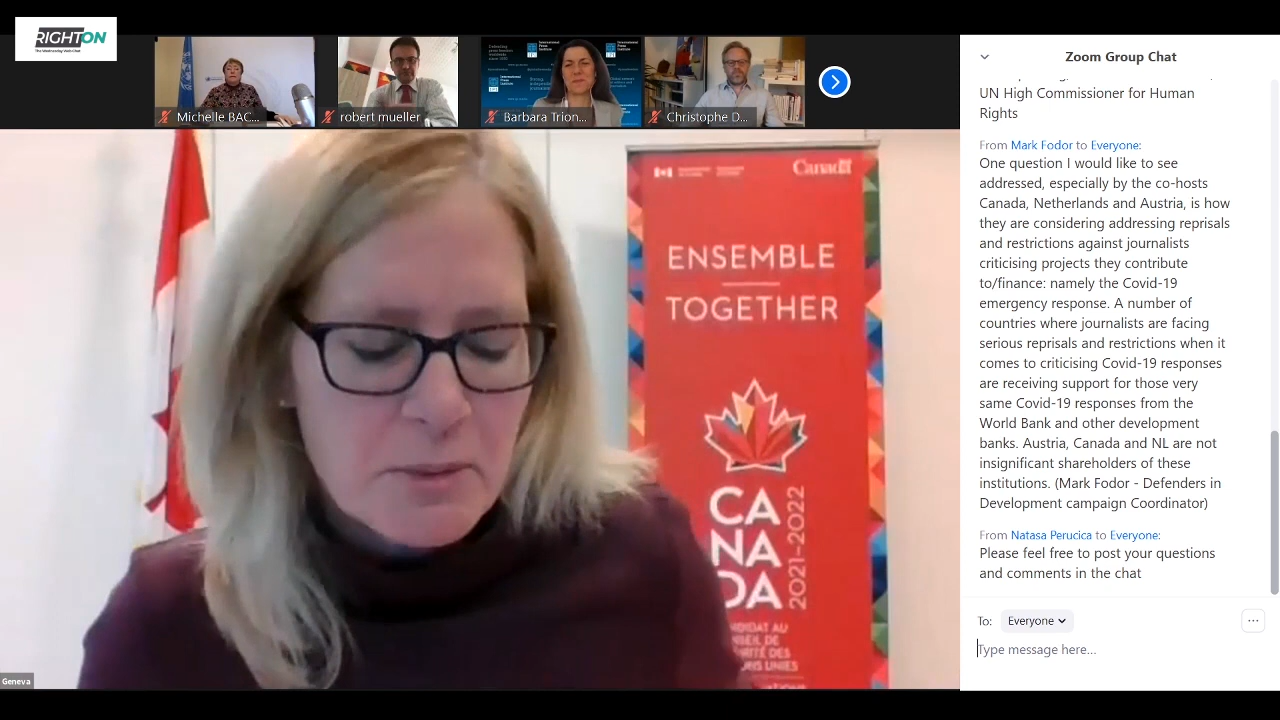 RIGHTON
The Wednesday Web Chat
Michelle BAC...
robert mueller
Barbara Trion...
Christophe D...
International
Press
Institute
Canada
ENSEMBLE
TOGETHER
CA
NA
DA
2021-2022
Geneva
Zoom Group Chat
UN High Commissioner for Human
Rights
From Mark Fodor to Everyone:
One question I would like to see
addressed, especially by the co-hosts
Canada, Netherlands and Austria, is how
they are considering addressing reprisals
and restrictions against journalists
criticising projects they contribute
to/finance: namely the Covid-19
emergency response. A number of
countries where journalists are facing
serious reprisals and restrictions when it
comes to criticising Covid-19 responses
are receiving support for those very
same Covid-19 responses from the
World Bank and other development
banks. Austria, Canada and NL are not
insignificant shareholders of these
institutions. (Mark Fodor - Defenders in
Development campaign Coordinator)
From Natasa Perucica to Everyone:
Please feel free to post your questions
and comments in the chat
To: Everyone
Type message here...